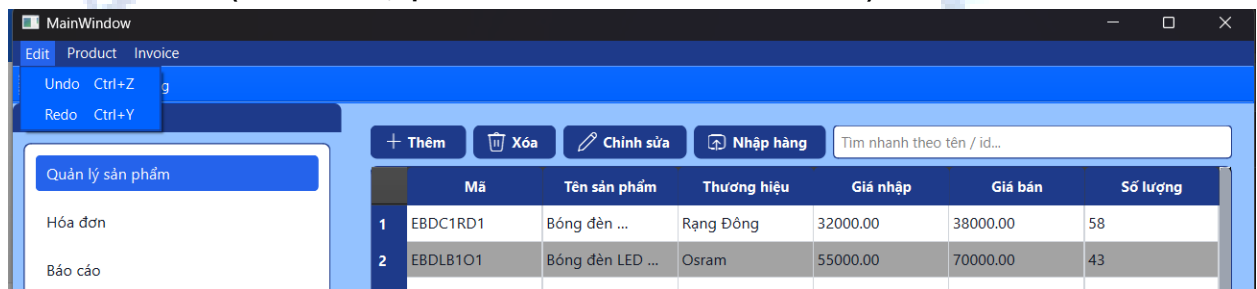 MainWindow
Edit Product Invoice
Undo Ctrl+Z
Redo Ctrl+Y
Thêm Xóa Chỉnh sửa Nhập hàng Tìm nhanh theo tên / id...
Quản lý sản phẩm
Hóa đơn
Báo cáo
Mã Tên sản phẩm Thương hiệu Giá nhập Giá bán Số lượng
1 EBDC1RD1 Bóng đèn ... Rạng Đông 32000.00 38000.00 58
2 EBDLB1O1 Bóng đèn LED ... Osram 55000.00 70000.00 43